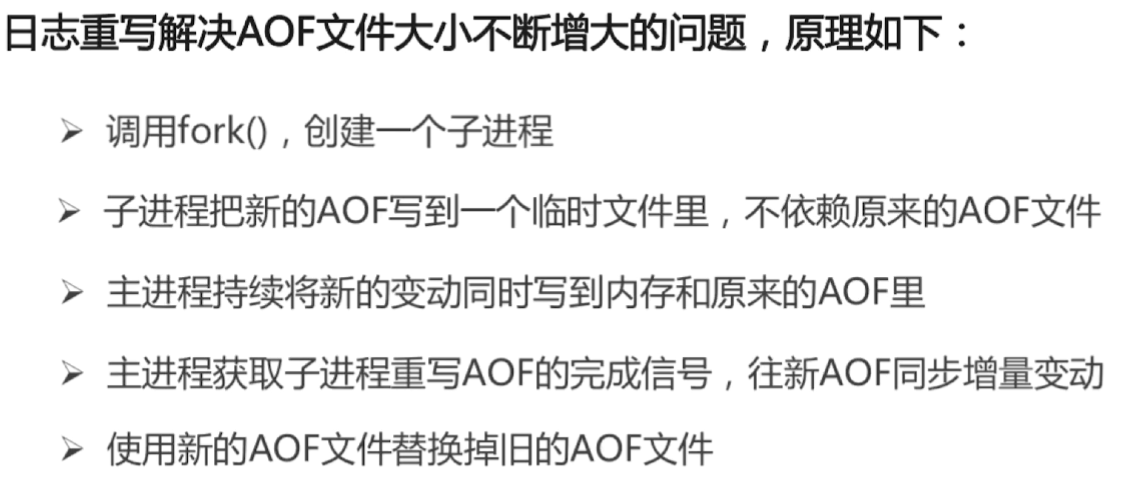 日志重写解决AOF文件大小不断增大的问题，原理如下：
➢ 调用fork()，创建一个子进程
➢ 子进程把新的AOF写到一个临时文件里，不依赖原来的AOF文件
➢ 主进程持续将新的变动同时写到内存和原来的AOF里
➢ 主进程获取子进程重写AOF的完成信号，往新AOF同步增量变动
➢ 使用新的AOF文件替换掉旧的AOF文件